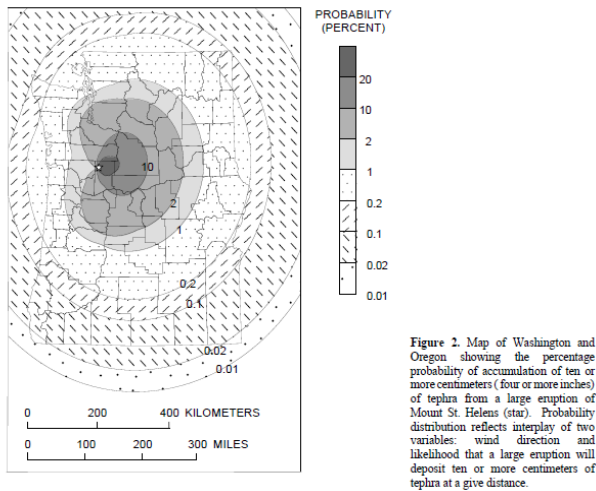 PROBABILITY
(PERCENT)
20
10
2
1
0.2
0.1
0.02
0.01
10
2
1
0.2
0.1
0.02
0.01
0 200 400 KILOMETERS
0 100 200 300 MILES
Figure 2. Map of Washington and
Oregon showing the percentage
probability of accumulation of ten or
more centimeters ( four or more inches)
of tephra from a large eruption of
Mount St. Helens (star). Probability
distribution reflects interplay of two
variables: wind direction and
likelihood that a large eruption will
deposit ten or more centimeters of
tephra at a give distance.